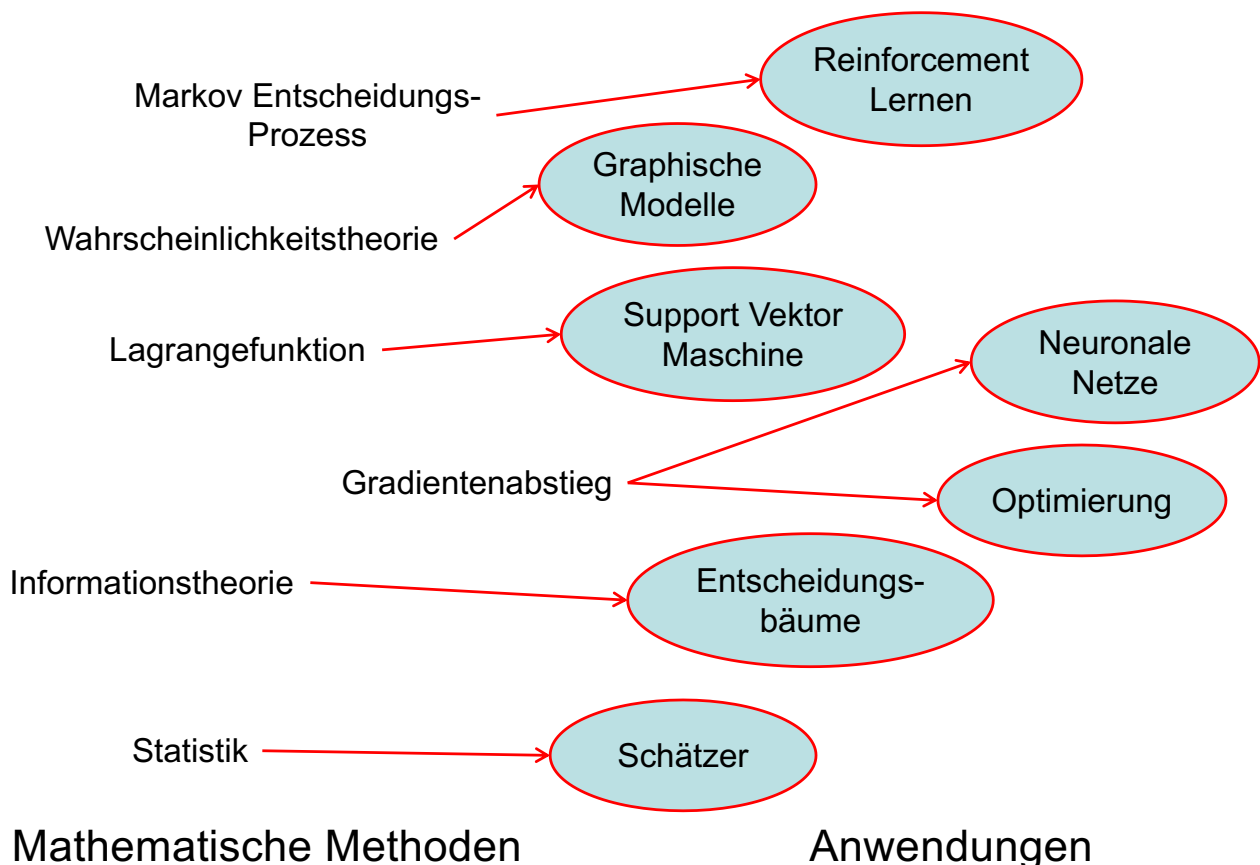 Reinforcement
Lernen
Markov Entscheidungs-
Prozess
Graphische
Modelle
Wahrscheinlichkeitstheorie
Support Vektor
Maschine
Lagrangefunktion
Neuronale
Netze
Gradientenabstieg
Optimierung
Informationstheorie
Entscheidungs-
bäume
Statistik
Schätzer
Mathematische Methoden
Anwendungen